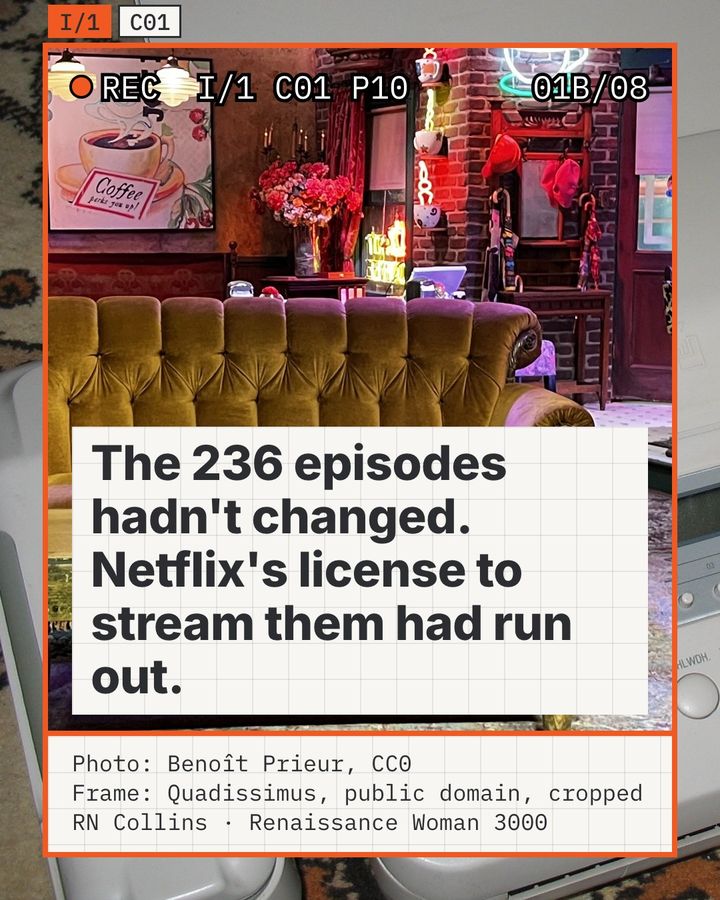 I/1 C01
REC I/1 C01 P10 01B/08
Coffee
perks you up!
The 236 episodes
hadn't changed.
Netflix's license to
stream them had run
out.
Photo: Benoît Prieur, CC0
Frame: Quadissimus, public domain, cropped
RN Collins · Renaissance Woman 3000